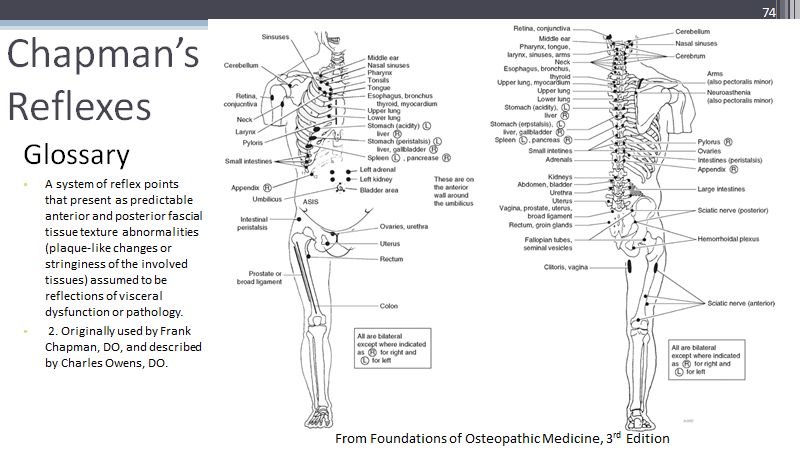 74
Chapman's
Reflexes
Glossary
A system of reflex points
that present as predictable
anterior and posterior fascial
tissue texture abnormalities
(plaque-like changes or
stringiness of the involved
tissues) assumed to be
reflections of visceral
dysfunction or pathology.
2. Originally used by Frank
Chapman, DO, and described
by Charles Owens, DO.
Sinsuses
Cerebellum
Retina,
conjunctiva
Neck
Larynx
Pyloris
Small intestines
Appendix R
Umbilicus
Intestinal
peristalsis
Prostate or
broad ligament
Middle ear
Nasal sinuses
Pharynx
Tonsils
Tongue
Esophagus, bronchus
thyroid, myocardium
Upper lung
Lower lung
Stomach (acidity) L
liver R
Stomach (peristalsis) L
liver, gallbladder R
Spleen L , pancrease R
Left adrenal
Left kidney
Bladder area
ASIS
These are on
the anterior
wall around
the umbilicus
Ovaries, urethra
Uterus
Rectum
Colon
All are bilateral
except where indicated
as R for right and
L for left
Retina, conjunctiva
Middle ear
Pharynx, tongue,
larynx, sinuses, arms
Neck
Esophagus, bronchus,
thyroid
Upper lung, myocardium
Upper lung
Lower lung
Stomach (acidity), L
liver R
Stomach (erpstalsis), L
liver, gallbladder R
Spleen L , pancreas R
Small intestines
Adrenals
Kidneys
Abdomen, bladder
Urethra
Uterus
Vagina, prostate, uterus,
broad ligament
Rectum, groin glands
Fallopian tubes,
seminal vesicles
Clitoris, vagina
Cerebellum
Nasal sinuses
Cerebrum
Arms
(also pectoralis minor)
Neuroasthenia
(also pectoralis minor)
Pylorus R
Ovaries
Intestines (peristalsis)
Appendix R
Large intestines
Sciatic nerve (posterior)
Hemorrhoidal plexus
Sciatic nerve (anterior)
All are bilateral
except where indicated
as R for right and
L for left
From Foundations of Osteopathic Medicine, 3rd Edition